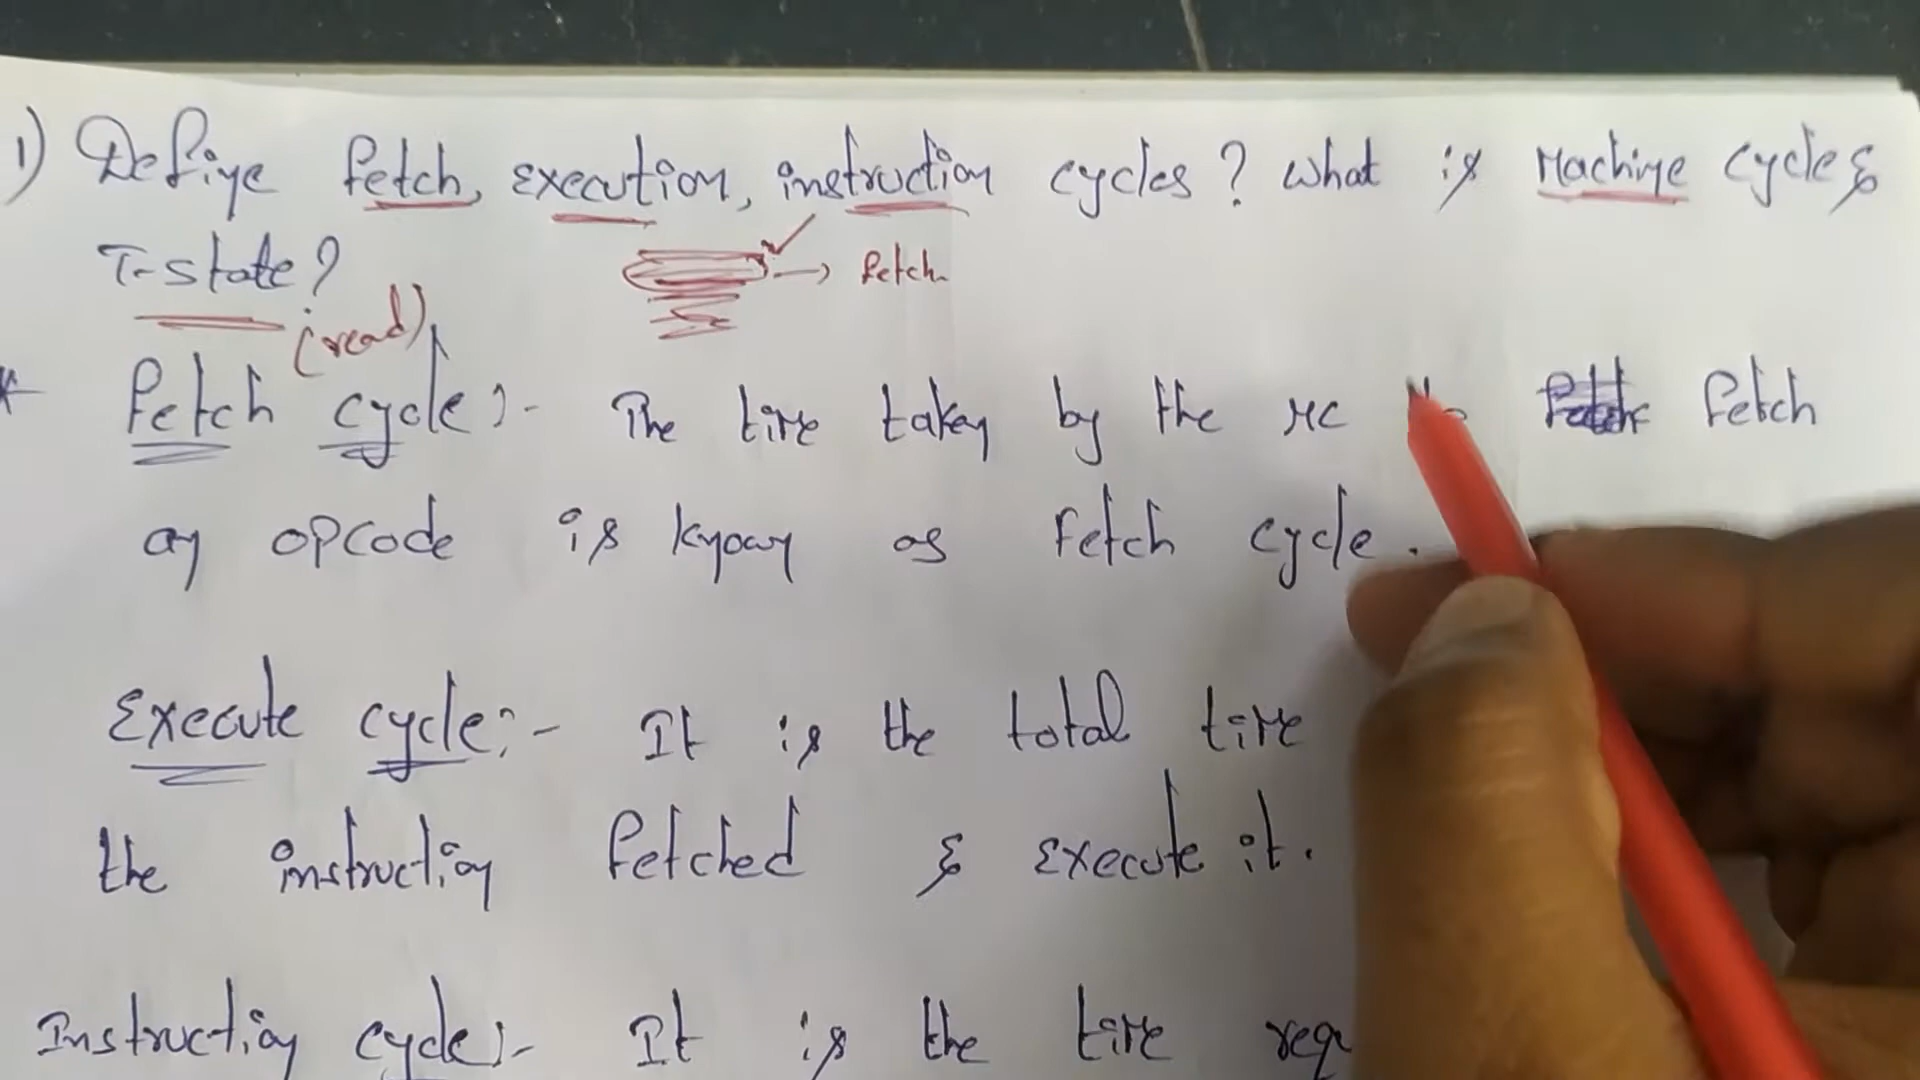 1) Define fetch, execution, instruction cycles? What is Machine cycle &
T-state?
→ fetch
(read)
* Fetch cycle:- The time taken by the MC fetch
an opcode is known as Fetch cycle.
Execute cycle:- It is the total time
the instruction fetched & execute it.
Instruction cycle:- It is the time